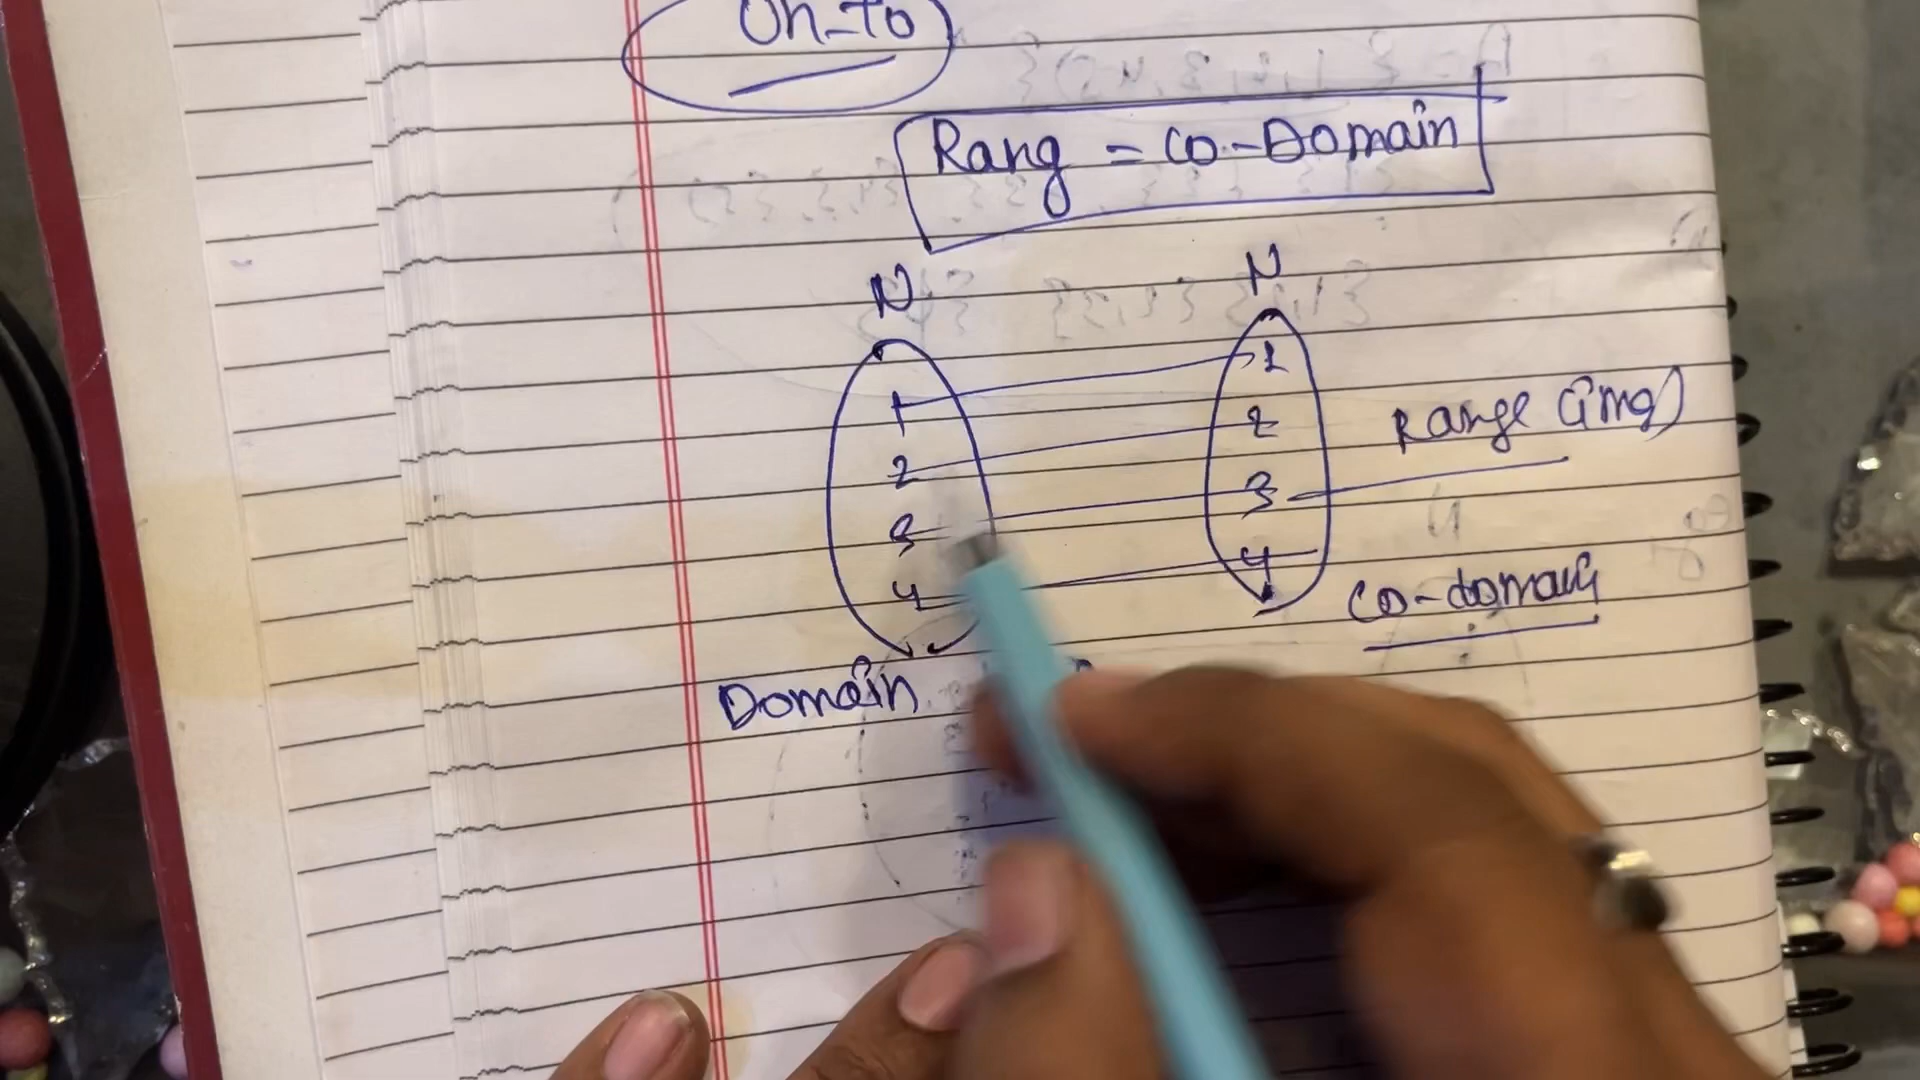 On-to
Rang = co-Domain
N N
1 1
2 2
3 3
4 4
Range (img)
co-domain
Domain